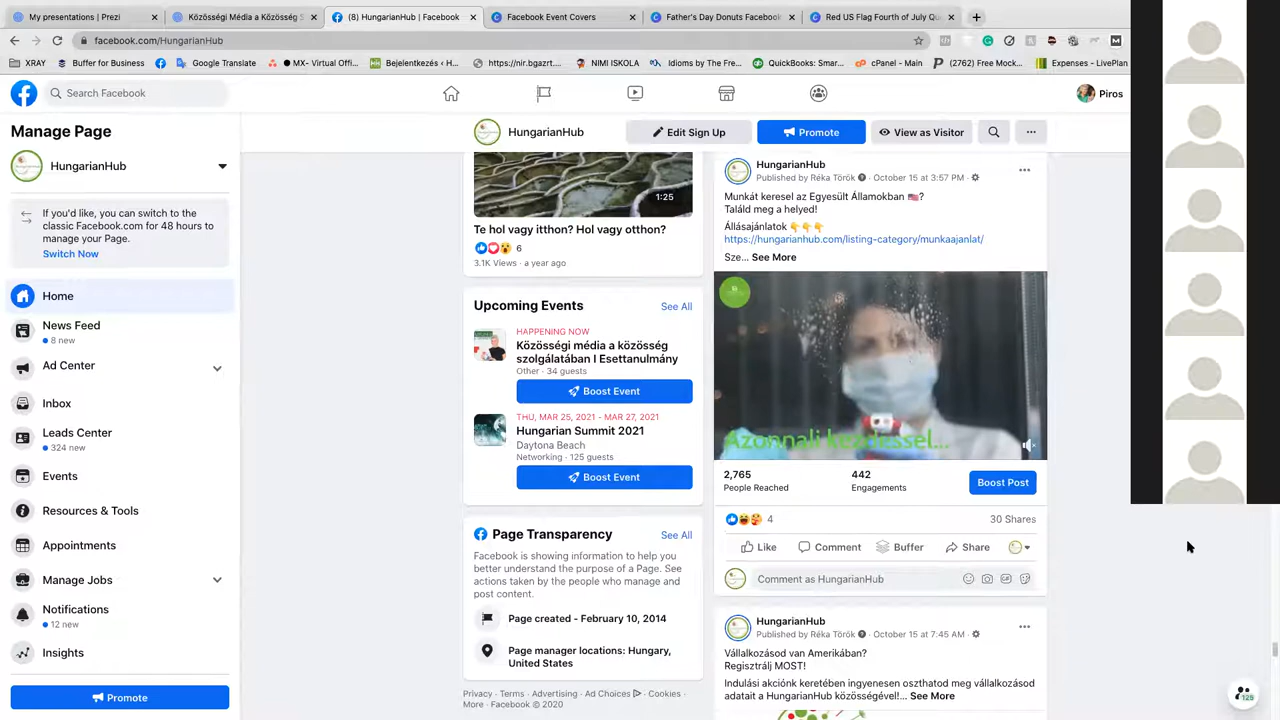 My presentations | Prezi
Közösségi Média a Közösség S
(8) HungarianHub | Facebook
Facebook Event Covers
Father's Day Donuts Facebook
Red US Flag Fourth of July Qu
facebook.com/HungarianHub
XRAY
Buffer for Business
Google Translate
MX- Virtual Offi...
Bejelentkezés ‹ H...
https://nir.bgazrt....
NIMI ISKOLA
Idioms by The Fre...
QuickBooks: Smar...
cPanel - Main
(2762) Free Mock...
Expenses - LivePlan
Search Facebook
Piros
Manage Page
HungarianHub
If you'd like, you can switch to the
classic Facebook.com for 48 hours to
manage your Page.
Switch Now
Home
News Feed
8 new
Ad Center
Inbox
Leads Center
324 new
Events
Resources & Tools
Appointments
Manage Jobs
Notifications
12 new
Insights
Promote
HungarianHub
Edit Sign Up
Promote
View as Visitor
1:25
Te hol vagy itthon? Hol vagy otthon?
6
3.1K Views · a year ago
Upcoming Events
See All
HAPPENING NOW
Közösségi média a közösség
szolgálatában I Esettanulmány
Other · 34 guests
Boost Event
THU, MAR 25, 2021 - MAR 27, 2021
Hungarian Summit 2021
Daytona Beach
Networking · 125 guests
Boost Event
Page Transparency
See All
Facebook is showing information to help you
better understand the purpose of a Page. See
actions taken by the people who manage and
post content.
Page created - February 10, 2014
Page manager locations: Hungary,
United States
Privacy · Terms · Advertising · Ad Choices · Cookies ·
More · Facebook © 2020
HungarianHub
Published by Réka Török · October 15 at 3:57 PM ·
Munkát keresel az Egyesült Államokban 🇺🇸?
Találd meg a helyed!
Állásajánlatok 👇👇👇
https://hungarianhub.com/listing-category/munkaajanlat/
Sze... See More
Azonnali kezdéssel...
2,765
People Reached
442
Engagements
Boost Post
4
30 Shares
Like
Comment
Buffer
Share
Comment as HungarianHub
GIF
HungarianHub
Published by Réka Török · October 15 at 7:45 AM ·
Vállalkozásod van Amerikában?
Regisztrálj MOST!
Indulási akciónk keretében ingyenesen oszthatod meg vállalkozásod
adatait a HungarianHub közösségével!... See More
125